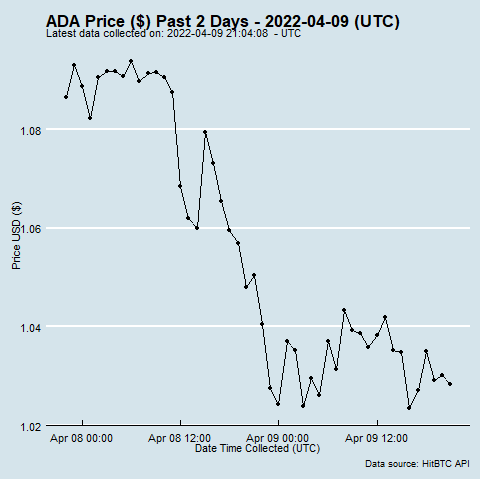 ADA Price ($) Past 2 Days - 2022-04-09 (UTC)
Latest data collected on: 2022-04-09 21:04:08 - UTC
1.08
1.06
1.04
1.02
Price USD ($)
Apr 08 00:00 Apr 08 12:00 Apr 09 00:00 Apr 09 12:00
Date Time Collected (UTC)
Data source: HitBTC API